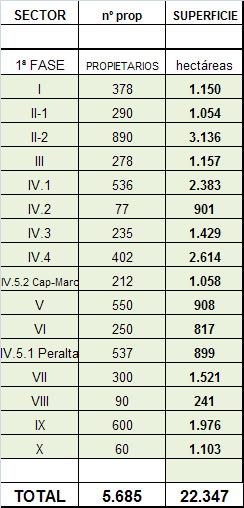 SECTOR nº prop SUPERFICIE
1ª FASE PROPIETARIOS hectáreas
I 378 1.150
II-1 290 1.054
II-2 890 3.136
III 278 1.157
IV.1 536 2.383
IV.2 77 901
IV.3 235 1.429
IV.4 402 2.614
IV.5.2 Cap-Marc 212 1.058
V 550 908
VI 250 817
IV.5.1 Peralta 537 899
VII 300 1.521
VIII 90 241
IX 600 1.976
X 60 1.103
TOTAL 5.685 22.347